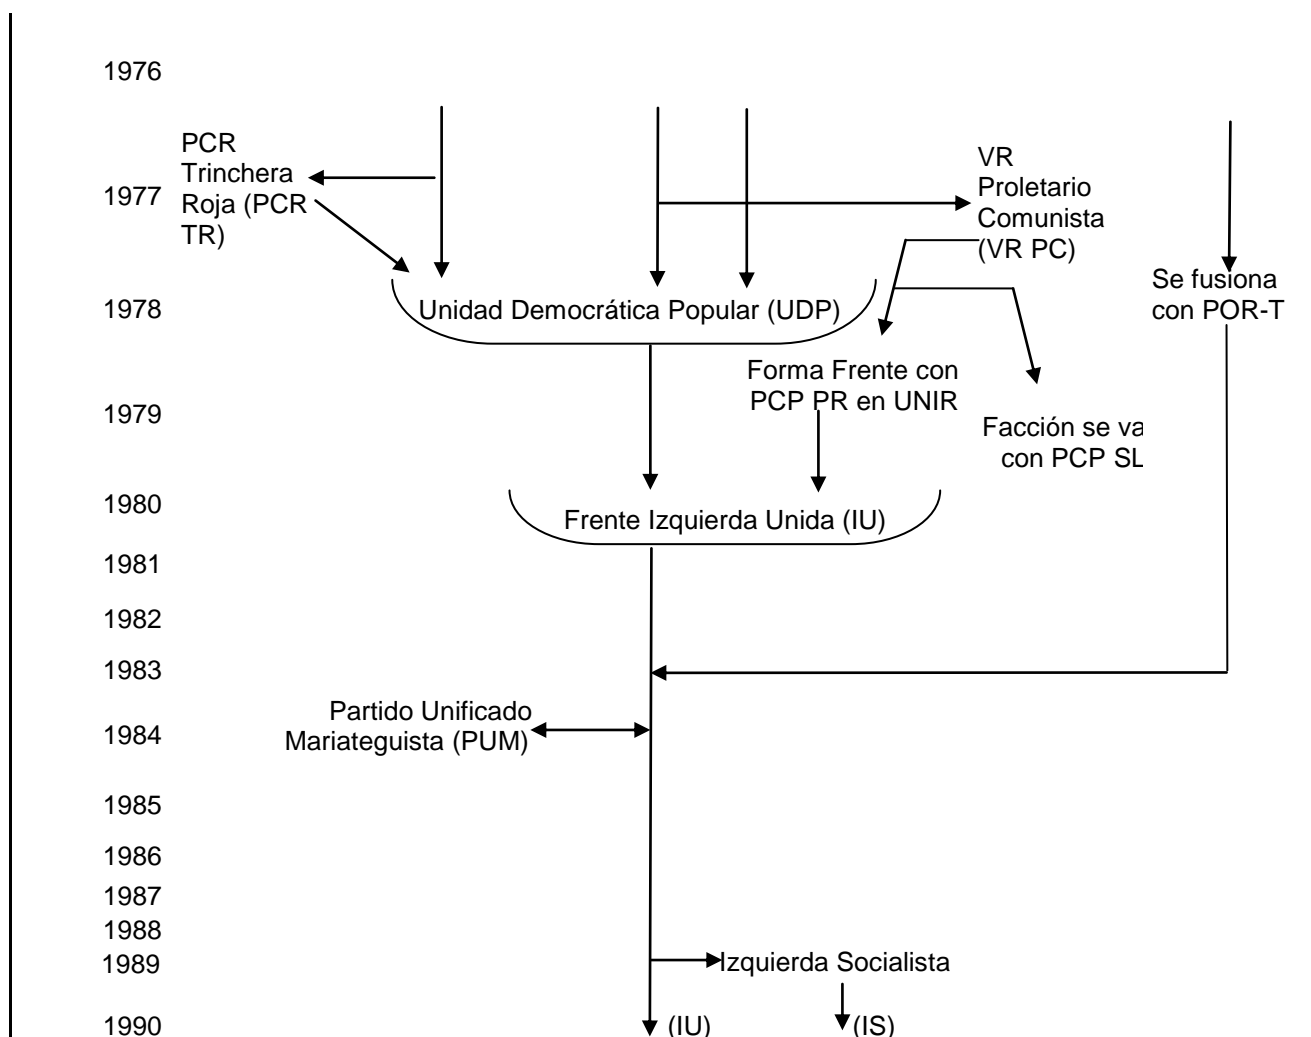 1976
PCR
Trinchera
Roja (PCR
TR)
1977
VR
Proletario
Comunista
(VR PC)
Se fusiona
con POR-T
1978
Unidad Democrática Popular (UDP)
Forma Frente con
PCP PR en UNIR
1979
Facción se va
con PCP SL
1980
Frente Izquierda Unida (IU)
1981
1982
1983
Partido Unificado
Mariateguista (PUM)
1984
1985
1986
1987
1988
1989
Izquierda Socialista
1990
(IU)
(IS)